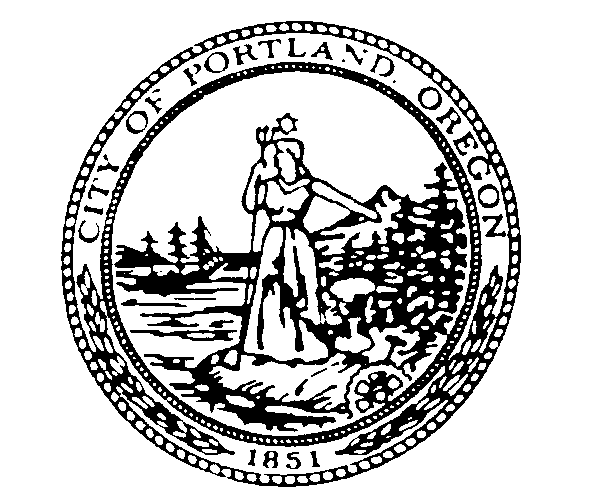 CITY OF PORTLAND, OREGON
1851